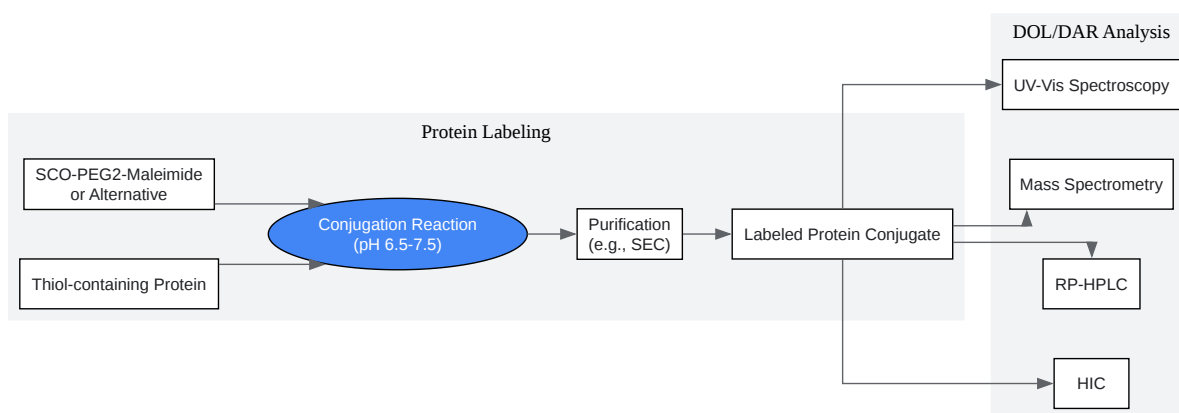 DOL/DAR Analysis
UV-Vis Spectroscopy
Protein Labeling
SCO-PEG2-Maleimide
or Alternative
Mass Spectrometry
Conjugation Reaction
(pH 6.5-7.5)
Purification
(e.g., SEC)
Labeled Protein Conjugate
Thiol-containing Protein
RP-HPLC
HIC